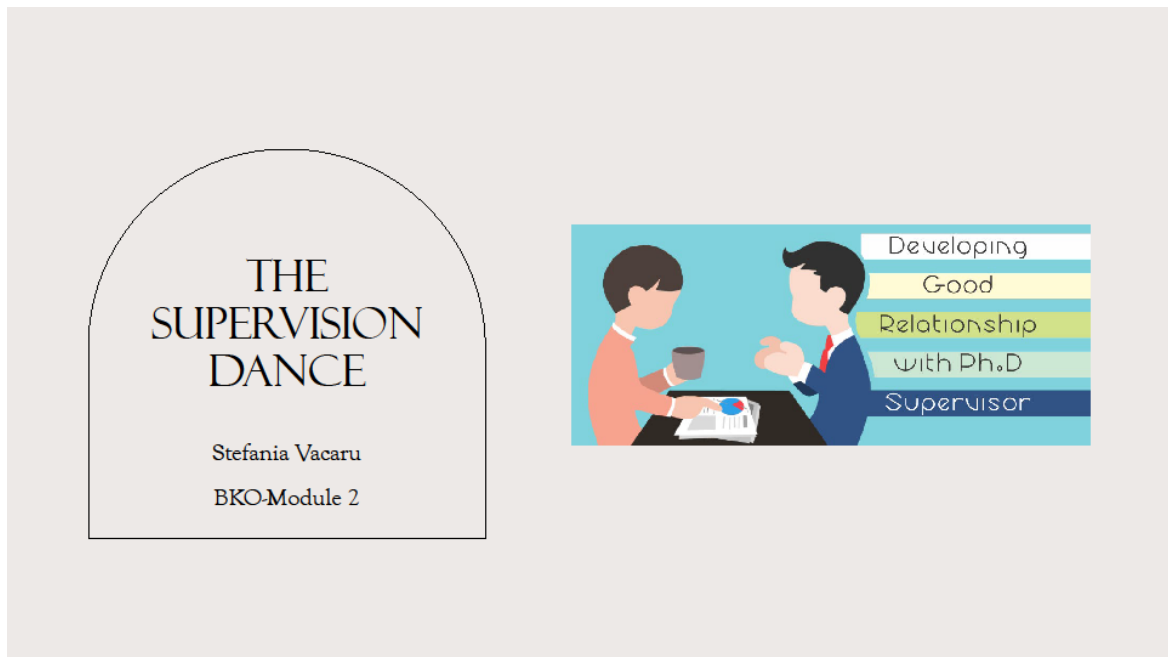 THE
SUPERVISION
DANCE
Stefania Vacaru
BKO-Module 2
Developing
Good
Relationship
with Ph.D
Supervisor